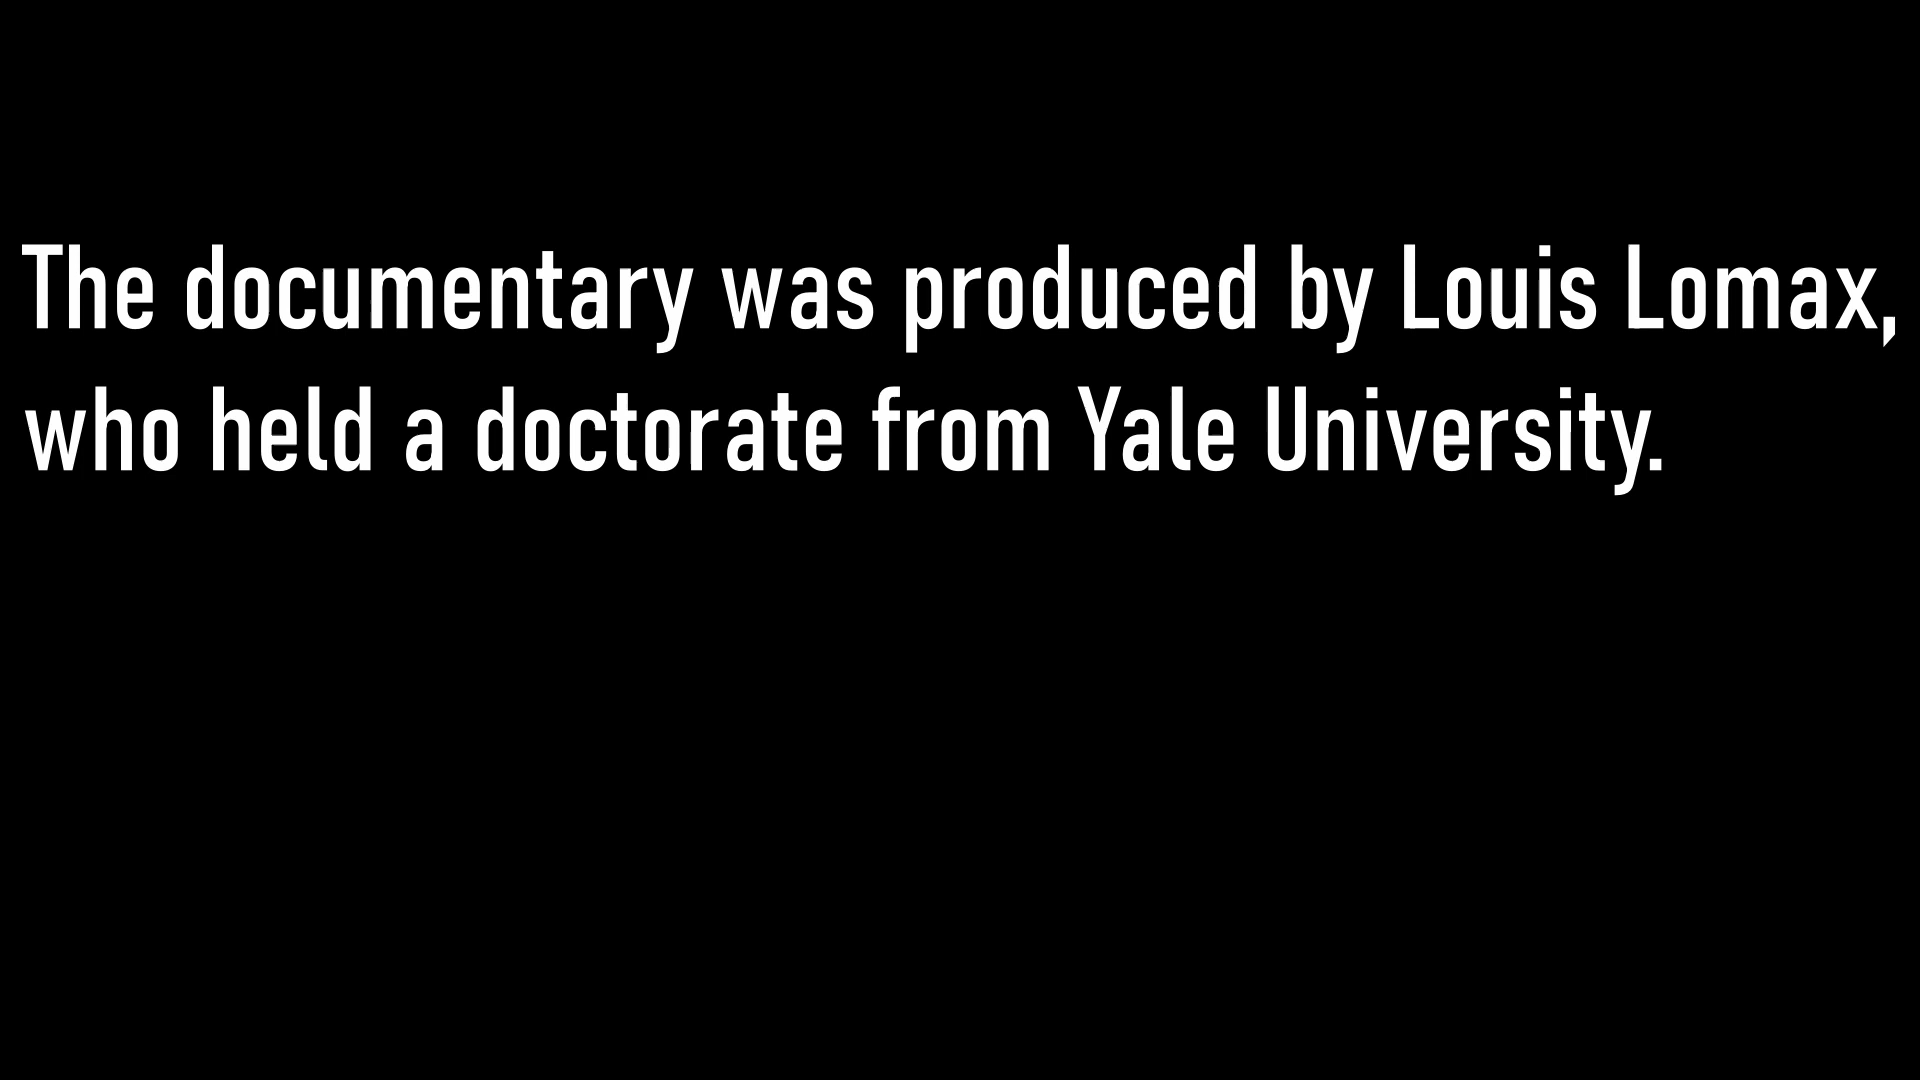 The documentary was produced by Louis Lomax,
who held a doctorate from Yale University.